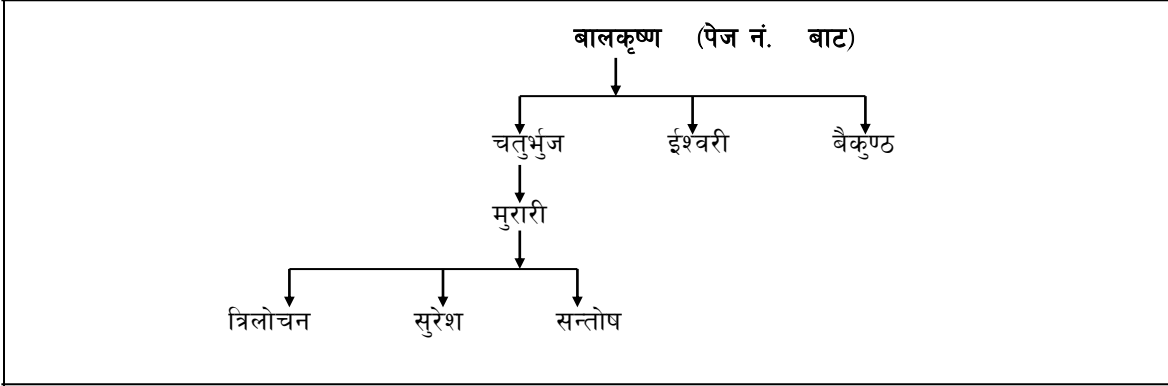 बालकृष्ण (पेज नं. बाट)
चतुर्भुज ईश्वरी बैकुण्ठ
मुरारी
त्रिलोचन सुरेश सन्तोष